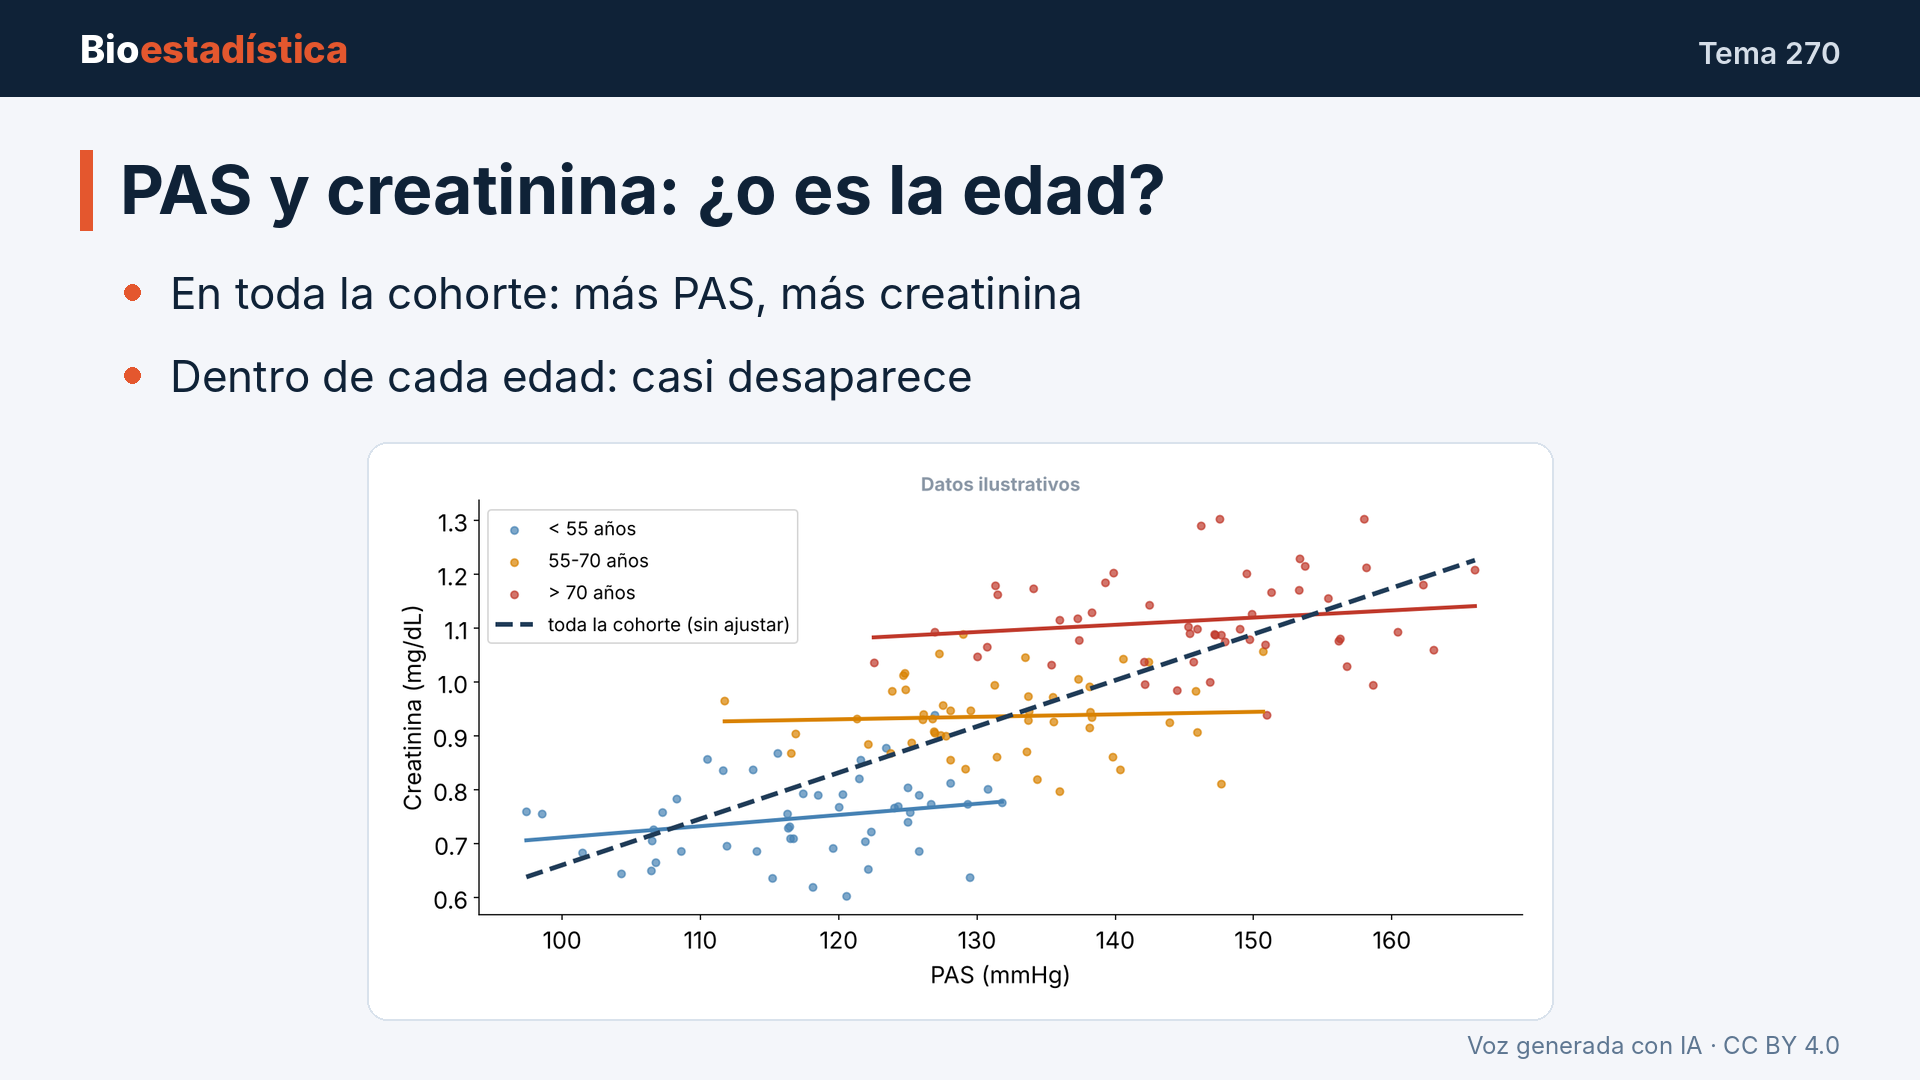 Bioestadística
Tema 270
PAS y creatinina: ¿o es la edad?
En toda la cohorte: más PAS, más creatinina
Dentro de cada edad: casi desaparece
Datos ilustrativos
< 55 años
55-70 años
> 70 años
toda la cohorte (sin ajustar)
Creatinina (mg/dL)
1.3
1.2
1.1
1.0
0.9
0.8
0.7
0.6
100 110 120 130 140 150 160
PAS (mmHg)
Voz generada con IA · CC BY 4.0